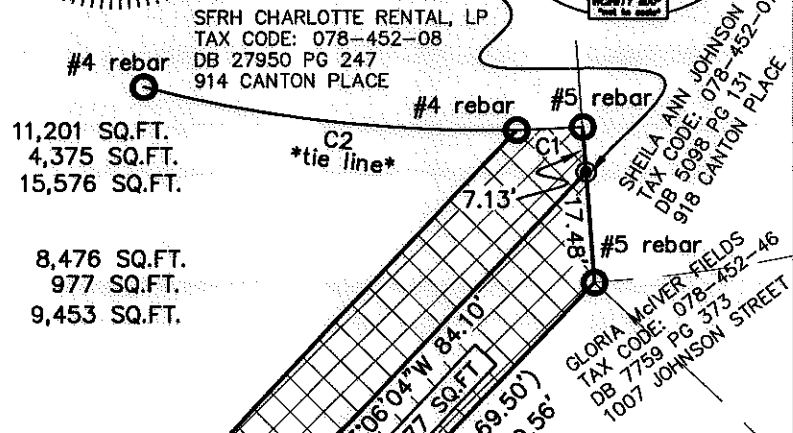 SFRH CHARLOTTE RENTAL, LP
TAX CODE: 078-452-08
DB 27950 PG 247
914 CANTON PLACE
#4 rebar
#4 rebar
#5 rebar
C2
*tie line*
C1
7.13'
17.48'
#5 rebar
11,201 SQ.FT.
4,375 SQ.FT.
15,576 SQ.FT.
8,476 SQ.FT.
977 SQ.FT.
9,453 SQ.FT.
SHEILA ANN JOHNSON
TAX CODE: 078-452-0
DB 5098 PG 131
918 CANTON PLACE
GLORIA McIVER FIELDS
TAX CODE: 078-452-46
DB 7759 PG 373
1007 JOHNSON STREET
06'04"W 84.10'
77 SQ.FT
69.50')
.56'